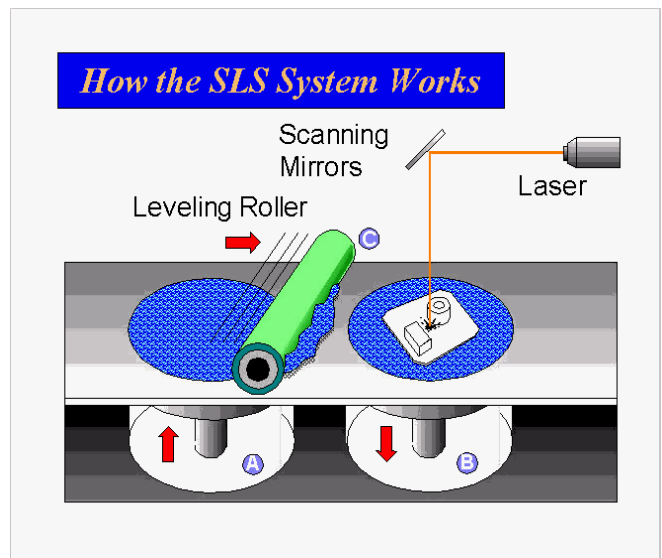 How the SLS System Works
Scanning
Mirrors
Laser
Leveling Roller
C
A
B